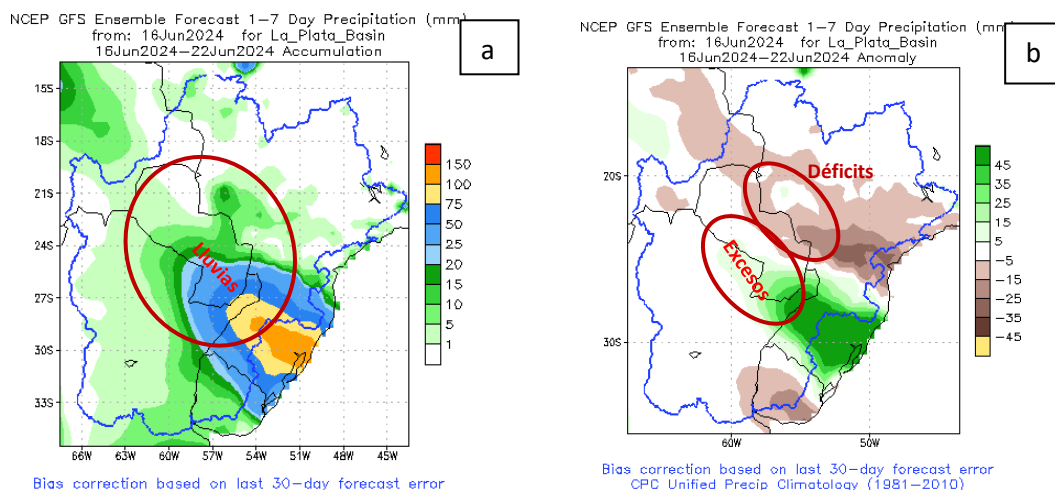 NCEP GFS Ensemble Forecast 1-7 Day Precipitation (mm)
from: 16Jun2024 for La_Plata_Basin
16Jun2024-22Jun2024 Accumulation
a
15S
18S
21S
24S
27S
30S
33S
66W
63W
60W
57W
54W
51W
48W
45W
Lluvias
150
100
75
50
25
20
15
10
5
1
Bias correction based on last 30-day forecast error
NCEP GFS Ensemble Forecast 1-7 Day Precipitation (mm
from: 16Jun2024 for La_Plata_Basin
16Jun2024-22Jun2024 Anomaly
b
20S
30S
60W
50W
Déficits
Excesos
45
35
25
15
5
-5
-15
-25
-35
-45
Bias correction based on last 30-day forecast error
CPC Unified Precip Climatology (1981-2010)